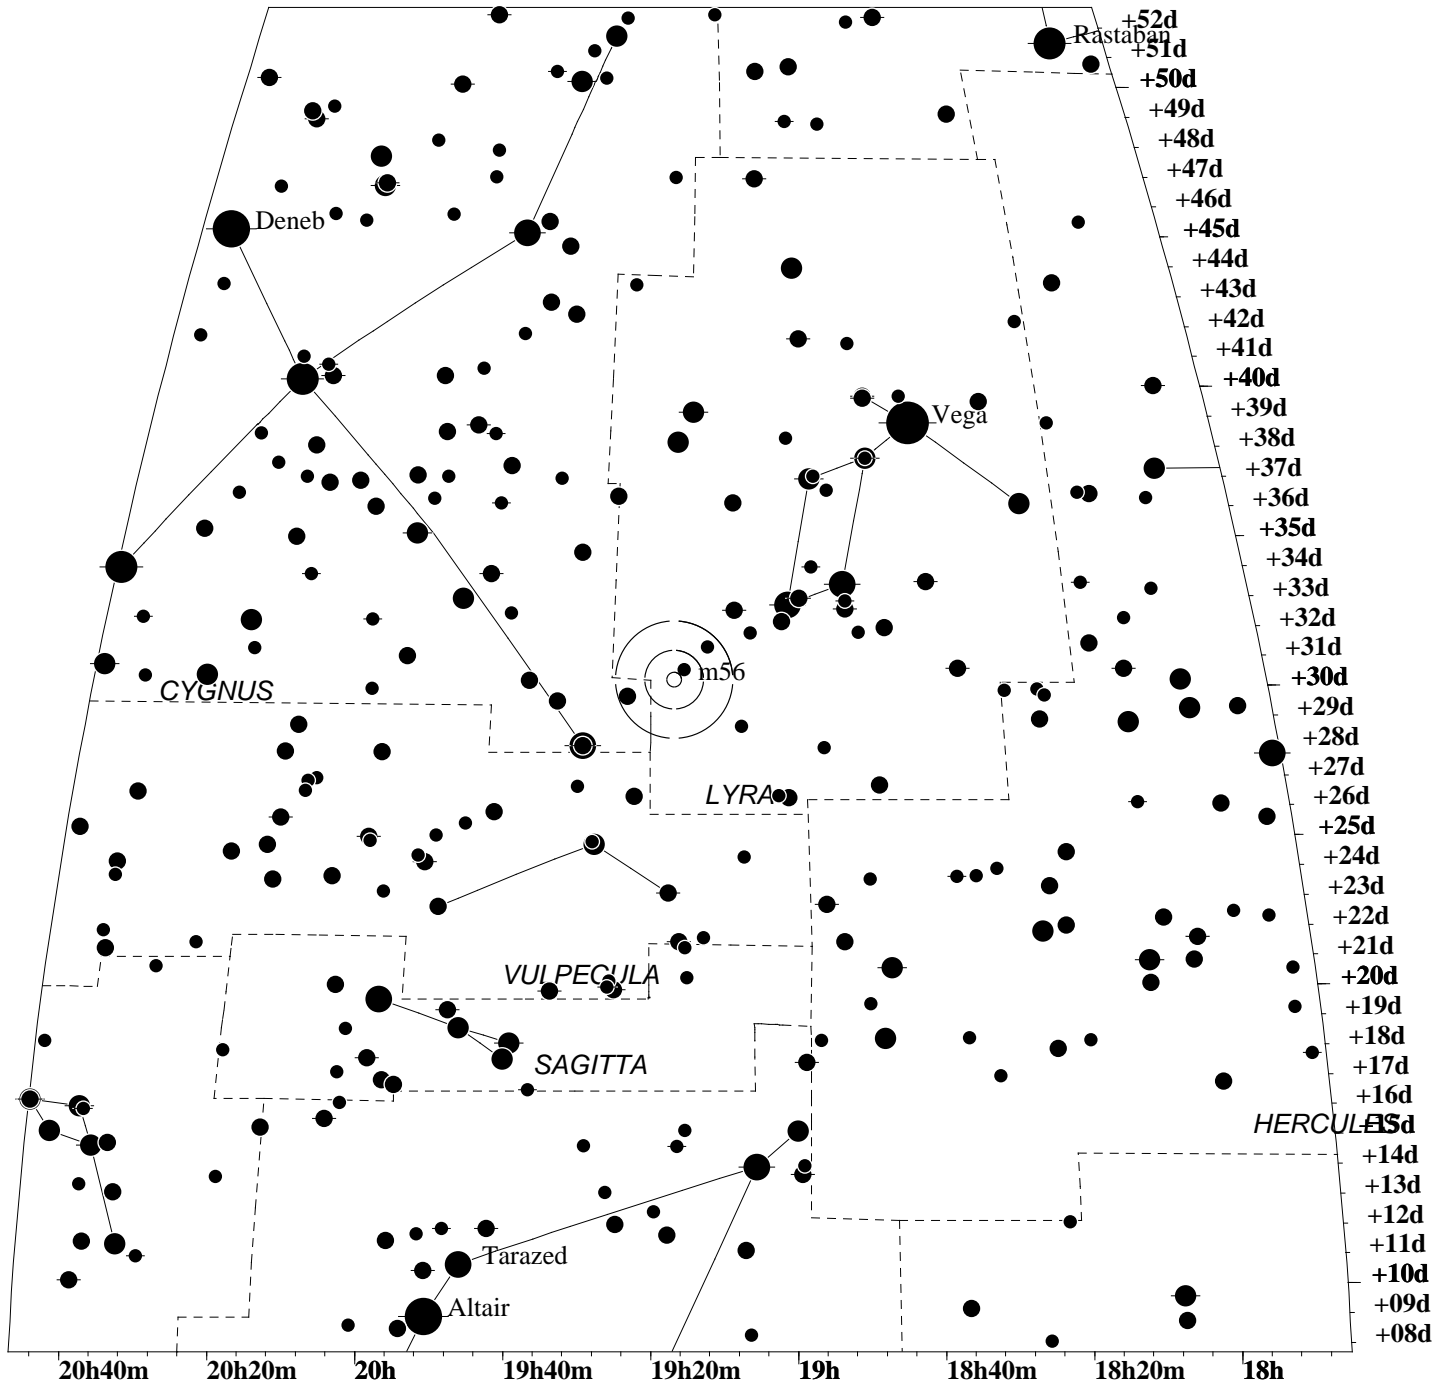 +52d
Rastaban
+51d
+50d
+49d
+48d
+47d
+46d
Deneb
+45d
+44d
+43d
+42d
+41d
+40d
+39d
Vega
+38d
+37d
+36d
+35d
+34d
+33d
+32d
+31d
m56
+30d
CYGNUS
+29d
+28d
+27d
LYRA
+26d
+25d
+24d
+23d
+22d
+21d
VULPECULA
+20d
+19d
+18d
SAGITTA
+17d
+16d
HERCULES
+15d
+14d
+13d
+12d
+11d
Tarazed
+10d
+09d
Altair
+08d
20h40m 20h20m 20h 19h40m 19h20m 19h 18h40m 18h20m 18h